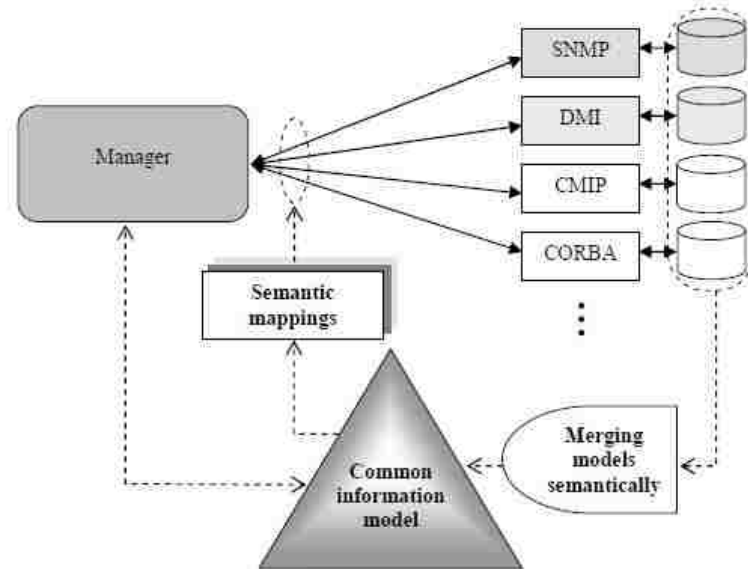 SNMP
Manager
DMI
CMIP
CORBA
Semantic
mappings
Common
information
model
Merging
models
semantically